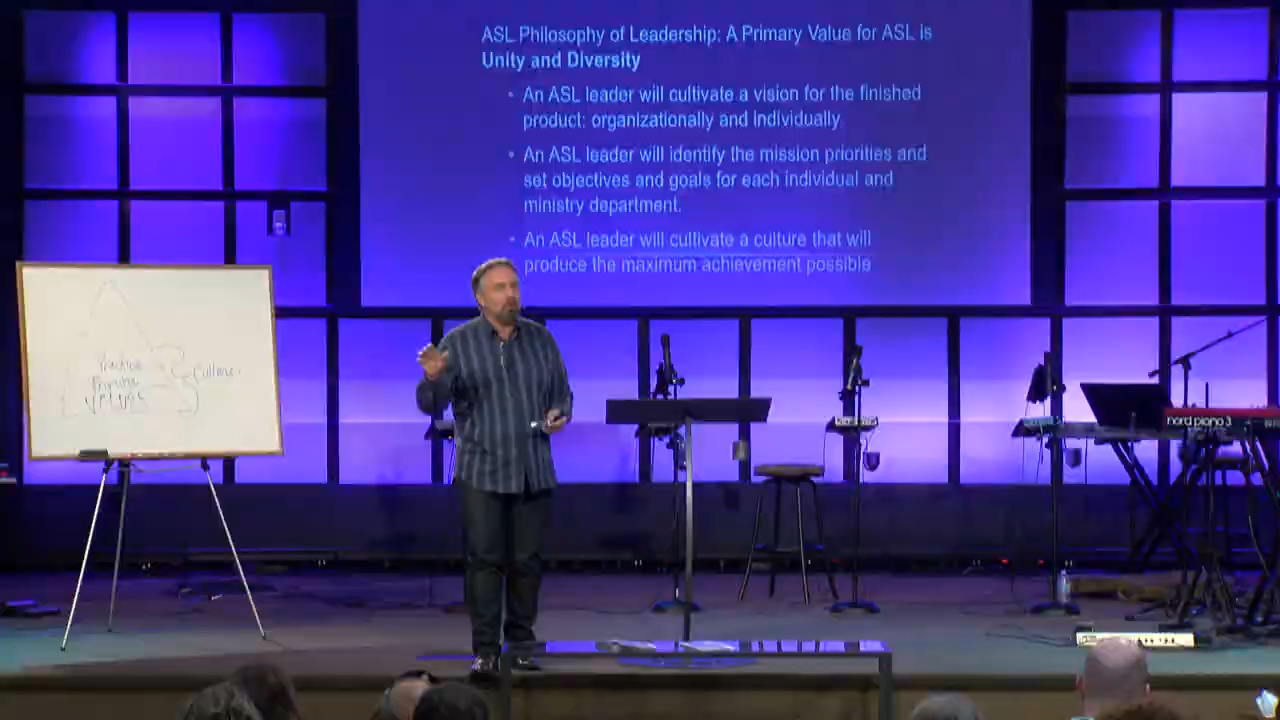 ASL Philosophy of Leadership: A Primary Value for ASL is
Unity and Diversity
• An ASL leader will cultivate a vision for the finished
product: organizationally and individually
• An ASL leader will identify the mission priorities and
set objectives and goals for each individual and
ministry department.
• An ASL leader will cultivate a culture that will
produce the maximum achievement possible
Culture
nord piano 3